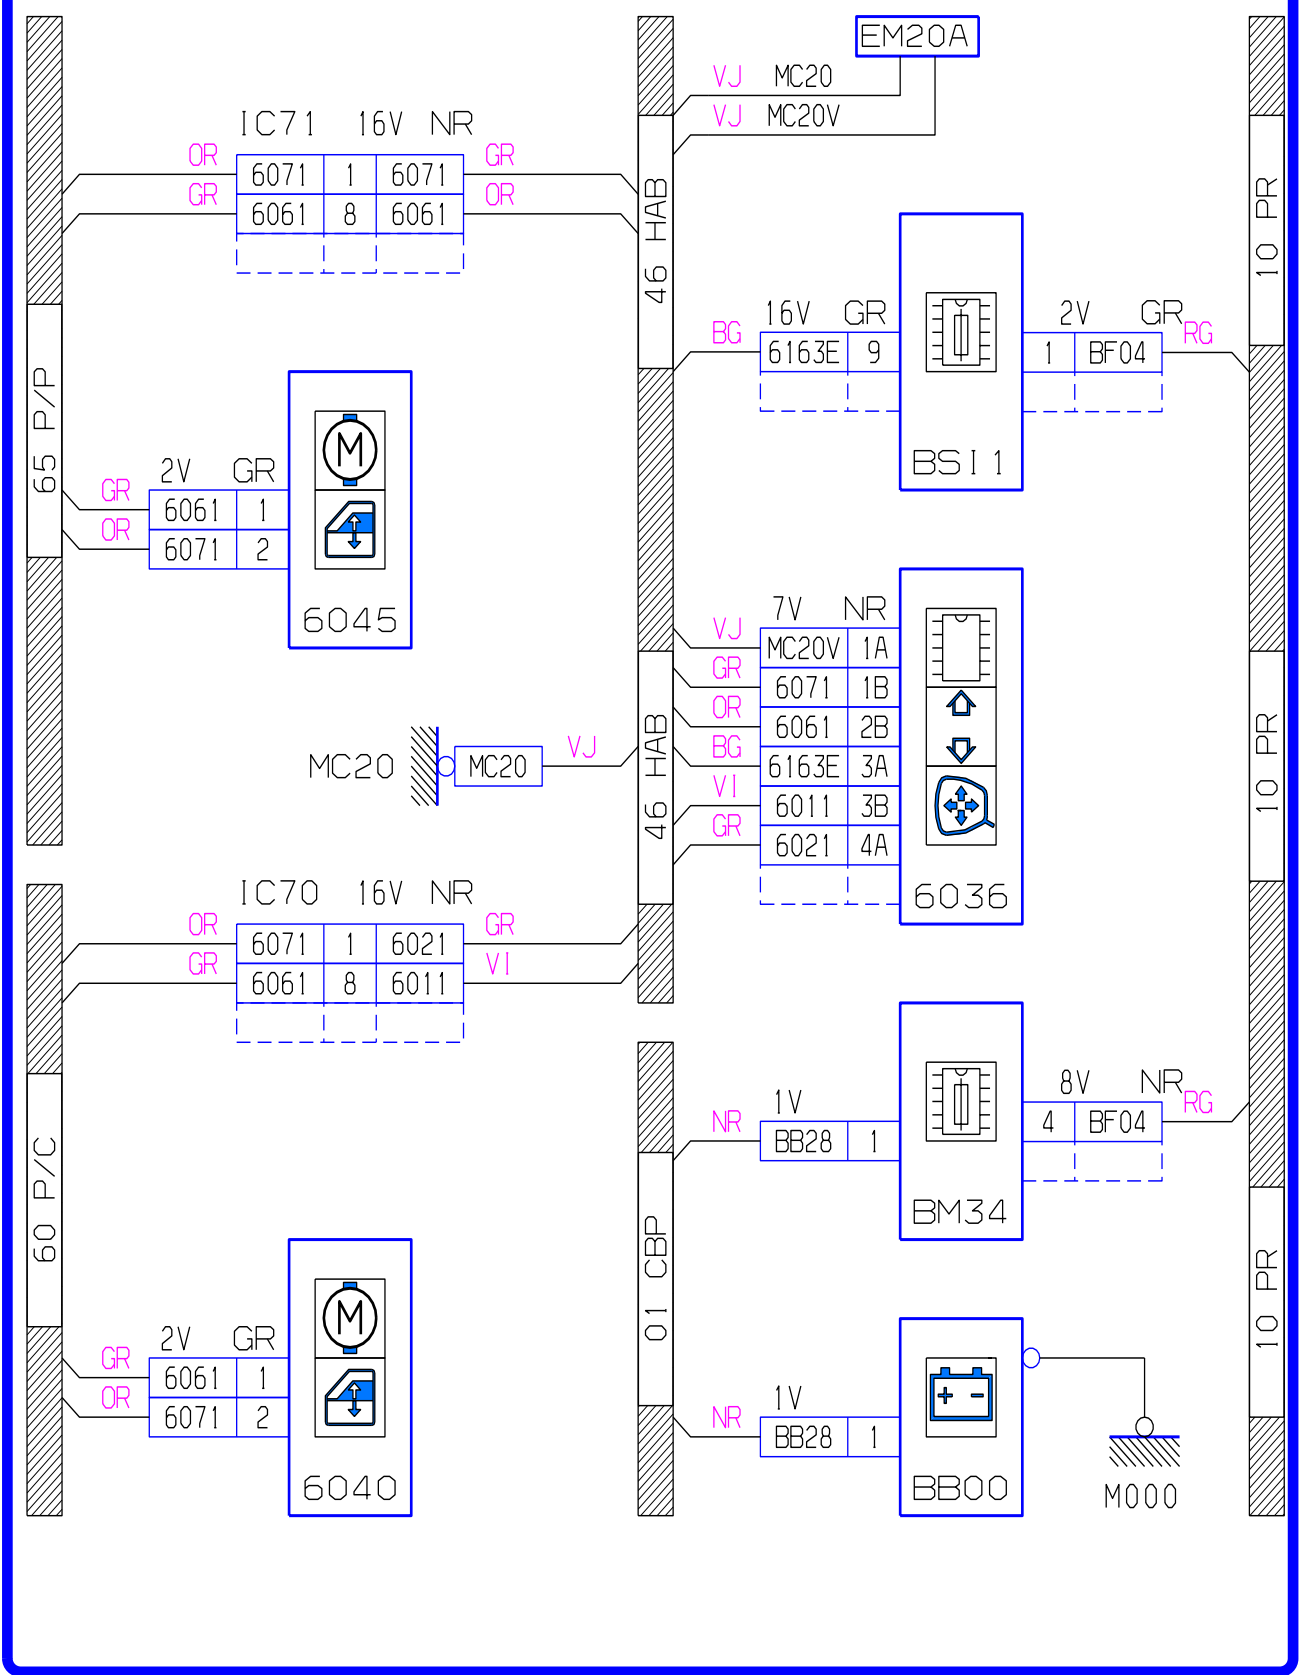 EM20A
VJ MC20
VJ MC20V
IC71 16V NR
OR 6071 1 6071 GR
GR 6061 8 6061 OR
46 HAB
10 PR
16V GR
BG 6163E 9
2V GR
1 BF04 RG
BSI1
65 P/P
2V GR
GR 6061 1
OR 6071 2
M
6045
7V NR
VJ MC20V 1A
GR 6071 1B
OR 6061 2B
BG 6163E 3A
VI 6011 3B
GR 6021 4A
6036
46 HAB
10 PR
MC20 MC20 VJ
IC70 16V NR
OR 6071 1 6021 GR
GR 6061 8 6011 VI
60 P/C
1V
NR BB28 1
8V NR
4 BF04 RG
BM34
01 CBP
10 PR
2V GR
GR 6061 1
OR 6071 2
M
6040
1V
NR BB28 1
+ -
BB00
M000